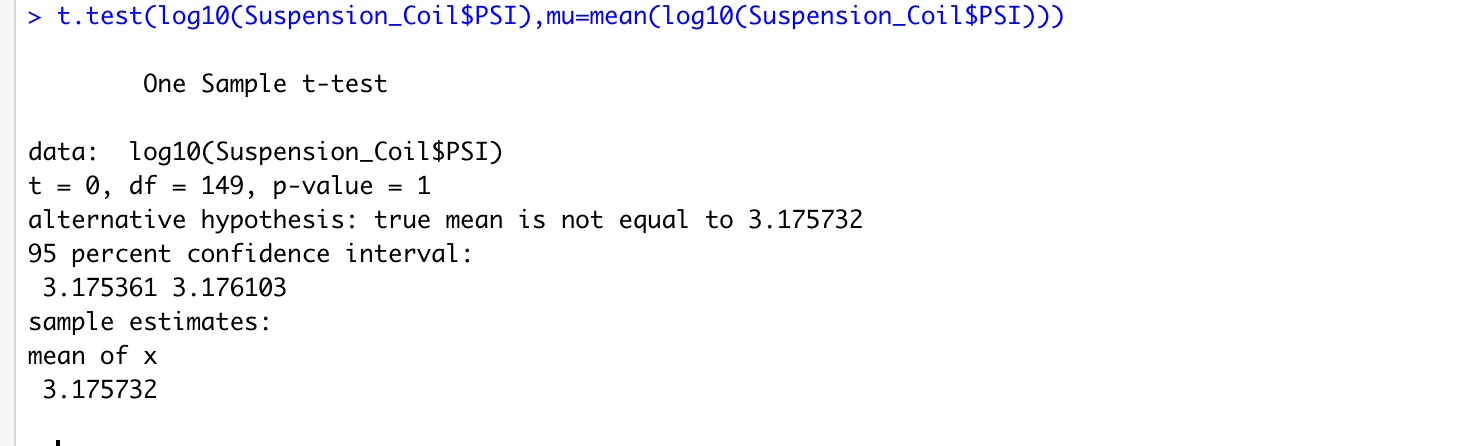 > t.test(log10(Suspension_Coil$PSI),mu=mean(log10(Suspension_Coil$PSI)))
One Sample t-test
data:  log10(Suspension_Coil$PSI)
t = 0, df = 149, p-value = 1
alternative hypothesis: true mean is not equal to 3.175732
95 percent confidence interval:
3.175361 3.176103
sample estimates:
mean of x
3.175732